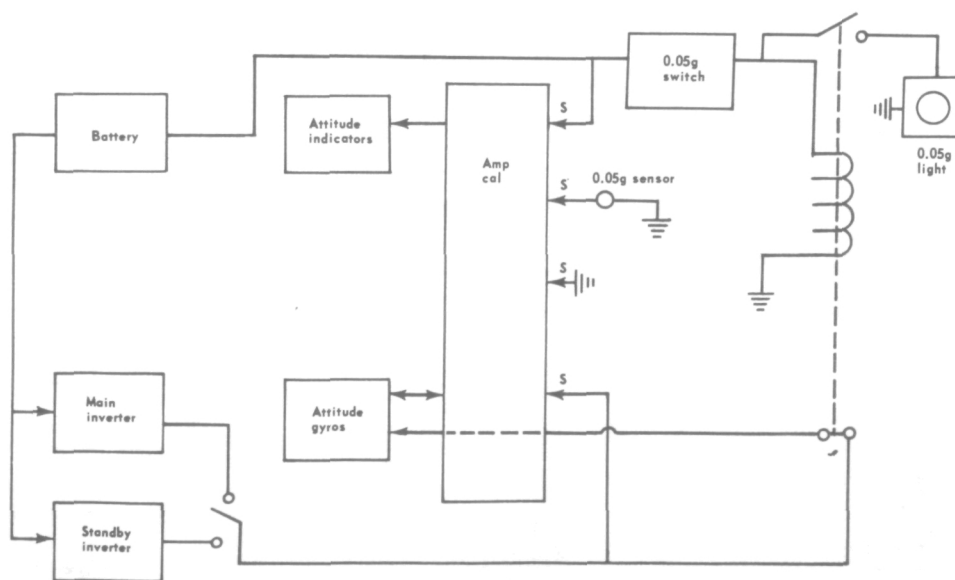 0.05g
switch
Battery
Attitude
indicators
S
Amp
cal
0.05g
light
S
0.05g sensor
S
Main
inverter
Attitude
gyros
S
Standby
inverter